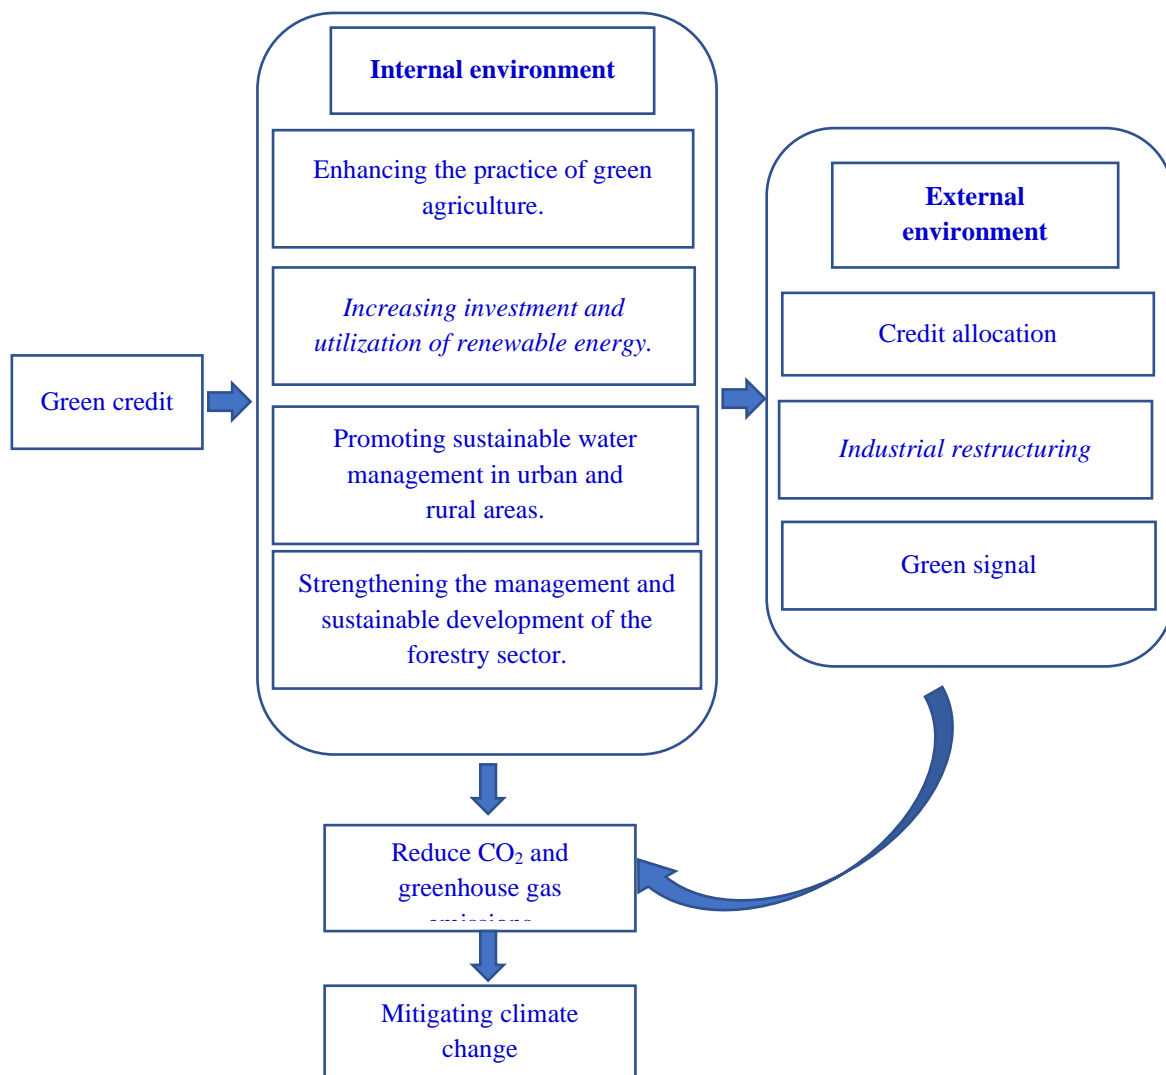 Internal environment
Enhancing the practice of green
agriculture.
Increasing investment and
utilization of renewable energy.
Promoting sustainable water
management in urban and
rural areas.
Strengthening the management and
sustainable development of the
forestry sector.
Green credit
External
environment
Credit allocation
Industrial restructuring
Green signal
Reduce CO₂ and
greenhouse gas
emissions
Mitigating climate
change